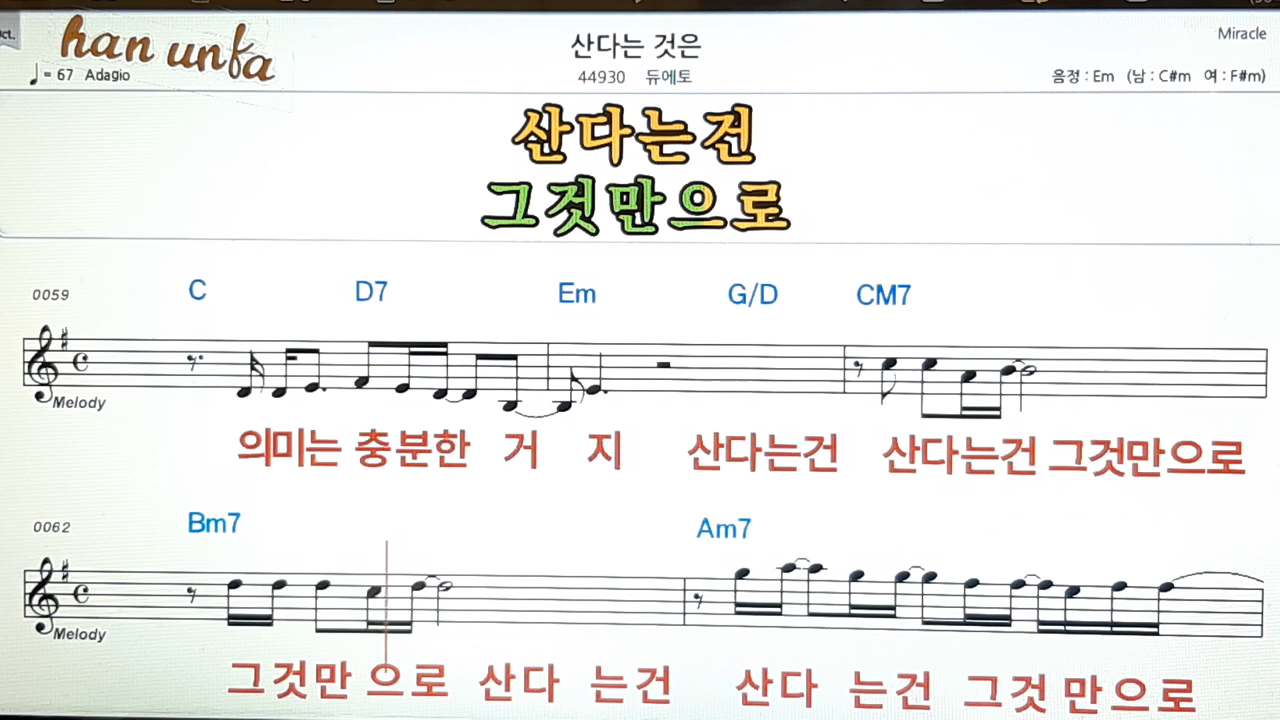 ct.
han unfa
산다는 것은
Miracle
♩= 67 Adagio
44930 듀에토
음정 : Em (남 : C#m 여 : F#m)
산다는건
그것만으로
0059
C D7 Em G/D CM7
Melody
의미는 충분한 거 지 산다는건 산다는건 그것만으로
0062
Bm7 Am7
Melody
그것만 으로 산다 는건 산다 는건 그것 만으로